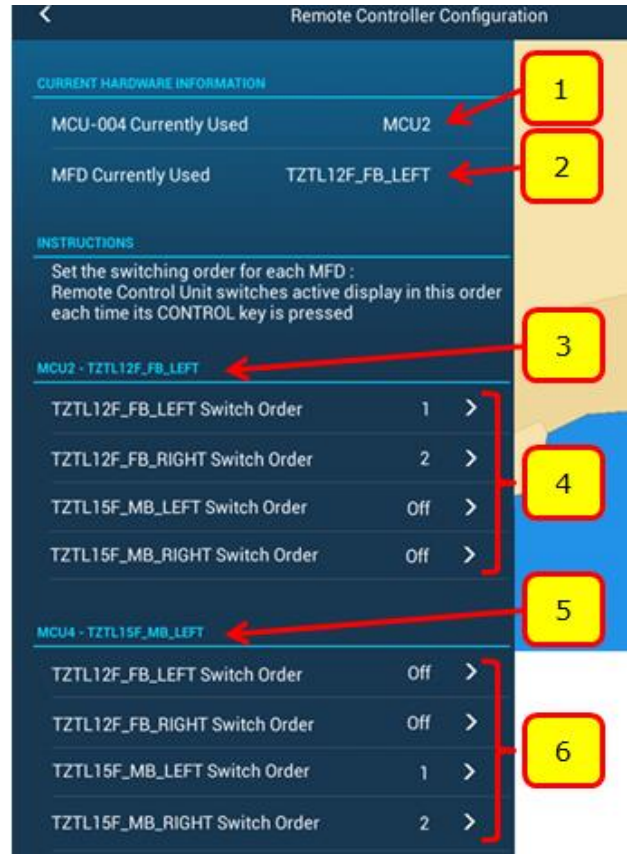 Remote Controller Configuration
CURRENT HARDWARE INFORMATION
1
MCU-004 Currently Used MCU2
2
MFD Currently Used TZTL12F_FB_LEFT
INSTRUCTIONS
Set the switching order for each MFD :
Remote Control Unit switches active display in this order
each time its CONTROL key is pressed
3
MCU2 - TZTL12F_FB_LEFT
TZTL12F_FB_LEFT Switch Order 1
TZTL12F_FB_RIGHT Switch Order 2
4
TZTL15F_MB_LEFT Switch Order Off
TZTL15F_MB_RIGHT Switch Order Off
5
MCU4 - TZTL15F_MB_LEFT
TZTL12F_FB_LEFT Switch Order Off
TZTL12F_FB_RIGHT Switch Order Off
6
TZTL15F_MB_LEFT Switch Order 1
TZTL15F_MB_RIGHT Switch Order 2